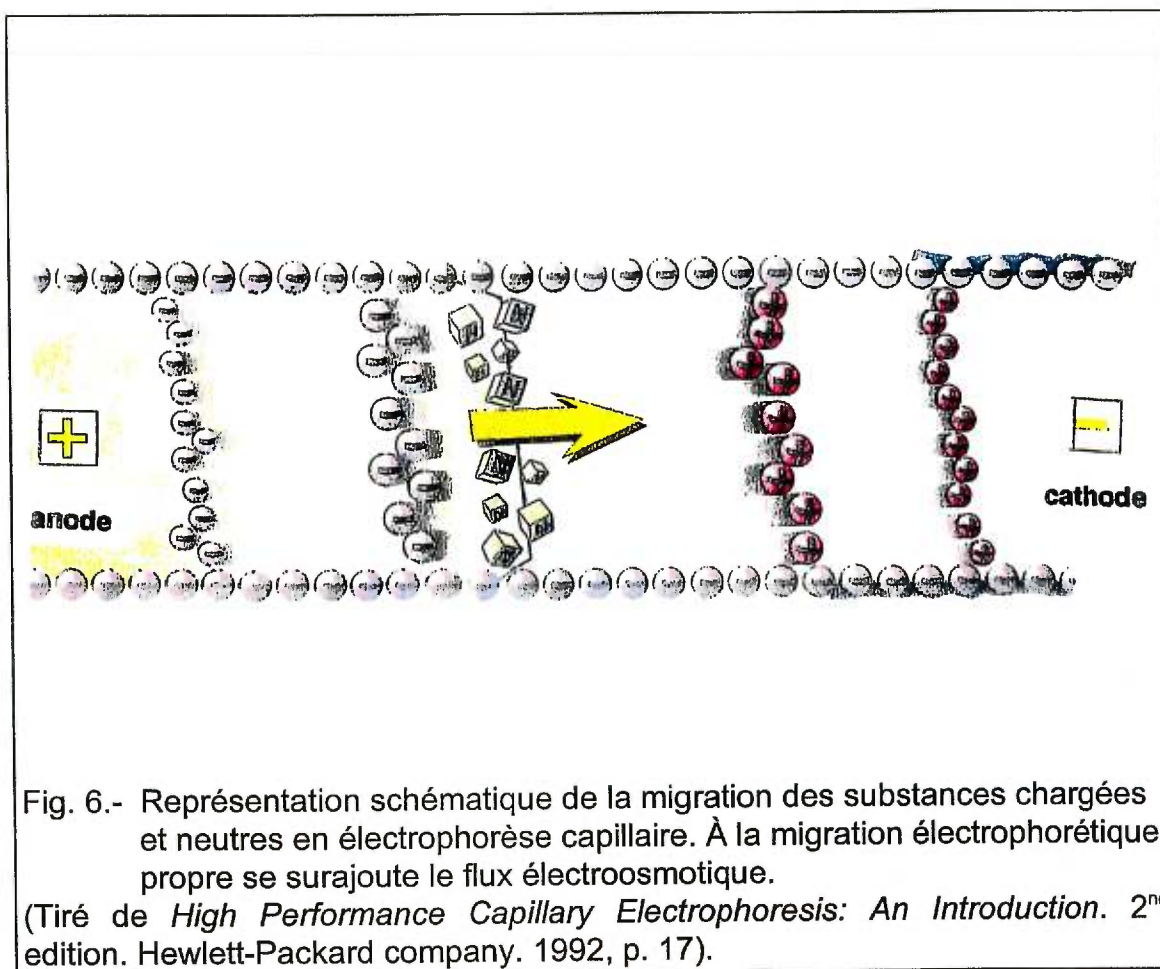 +
anode
−
cathode
Fig. 6.- Représentation schématique de la migration des substances chargées
et neutres en électrophorèse capillaire. À la migration électrophorétique
propre se surajoute le flux électroosmotique.
(Tiré de High Performance Capillary Electrophoresis: An Introduction. 2nd
edition. Hewlett-Packard company. 1992, p. 17).